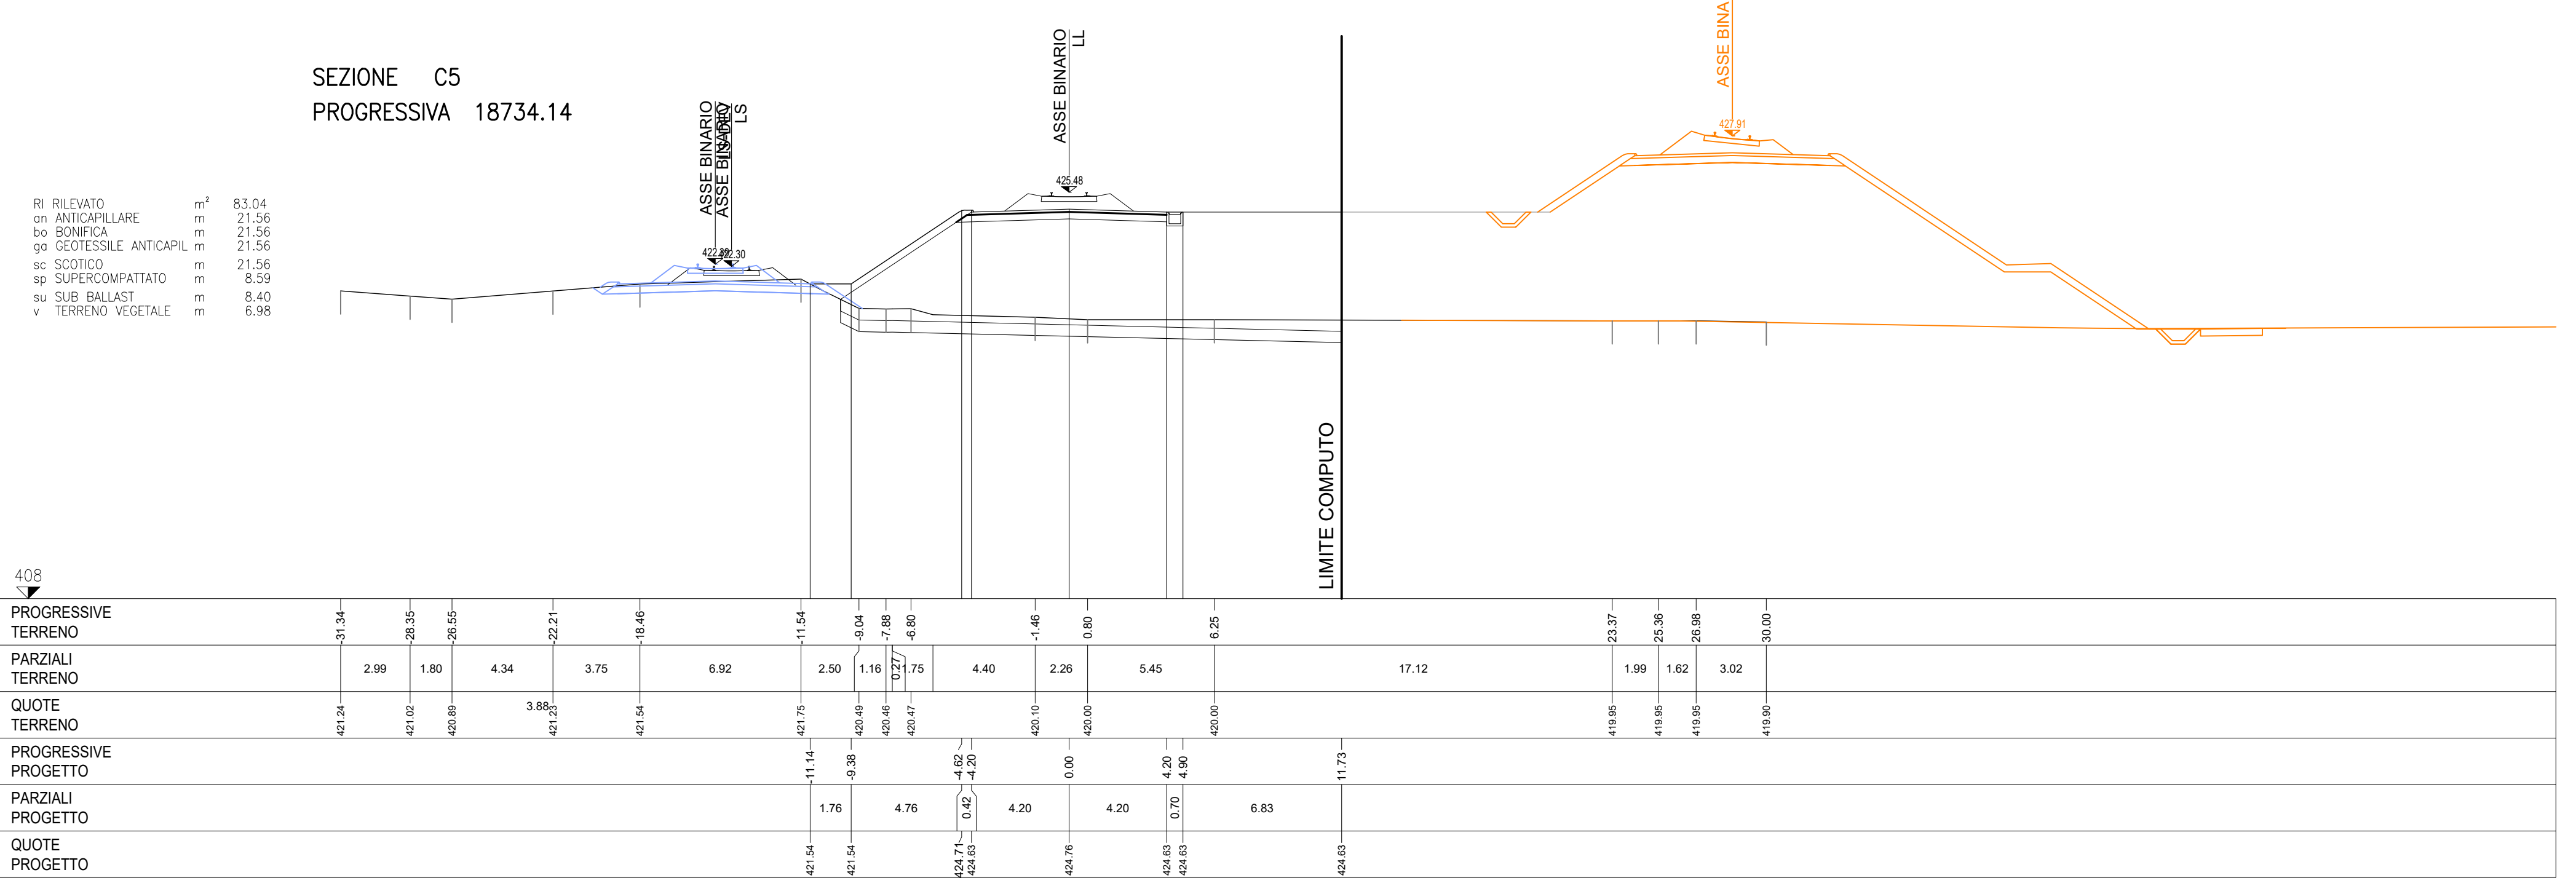 SEZIONE C5
PROGRESSIVA 18734.14
ASSE BINARIO
LS DEV
ASSE BINARIO
LS
ASSE BINARIO
LL
ASSE BINA
427.91
425.48
422.30
RI RILEVATO m² 83.04
an ANTICAPILLARE m 21.56
bo BONIFICA m 21.56
ga GEOTESSILE ANTICAPIL m 21.56
sc SCOTICO m 21.56
sp SUPERCOMPATTATO m 8.59
su SUB BALLAST m 8.40
v TERRENO VEGETALE m 6.98
LIMITE COMPUTO
408
PROGRESSIVE TERRENO
-31.34 -28.35 -26.55 -22.21 -18.46 -11.54 -9.04 -7.88 -6.80 -1.46 0.80 6.25 23.37 25.36 26.98 30.00
PARZIALI TERRENO
2.99 1.80 4.34 3.75 6.92 2.50 1.16 0.27 1.75 4.40 2.26 5.45 17.12 1.99 1.62 3.02
QUOTE TERRENO
421.24 421.02 420.89 3.88 421.23 421.54 421.75 420.49 420.46 420.47 420.10 420.00 420.00 419.95 419.95 419.95 419.90
PROGRESSIVE PROGETTO
-11.14 -9.38 -4.62 -4.20 0.00 4.20 4.90 11.73
PARZIALI PROGETTO
1.76 4.76 0.42 4.20 4.20 0.70 6.83
QUOTE PROGETTO
421.54 421.54 424.71 424.63 424.76 424.63 424.63 424.63